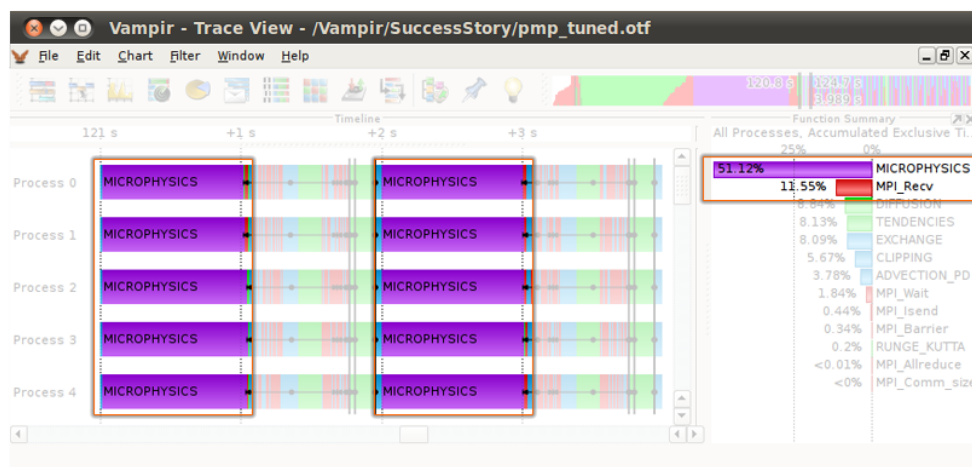 Vampir - Trace View - /Vampir/SuccessStory/pmp_tuned.otf
File Edit Chart Filter Window Help
120.8 s 124.7 s
3.989 s
Timeline
121 s +1 s +2 s +3 s
Process 0 MICROPHYSICS MICROPHYSICS
Process 1 MICROPHYSICS MICROPHYSICS
Process 2 MICROPHYSICS MICROPHYSICS
Process 3 MICROPHYSICS MICROPHYSICS
Process 4 MICROPHYSICS MICROPHYSICS
Function Summary
All Processes, Accumulated Exclusive Ti...
25% 0%
51.12% MICROPHYSICS
11.55% MPI_Recv
8.84% DIFFUSION
8.13% TENDENCIES
8.09% EXCHANGE
5.67% CLIPPING
3.78% ADVECTION_PD
1.84% MPI_Wait
0.44% MPI_Isend
0.34% MPI_Barrier
0.2% RUNGE_KUTTA
<0.01% MPI_Allreduce
<0% MPI_Comm_size